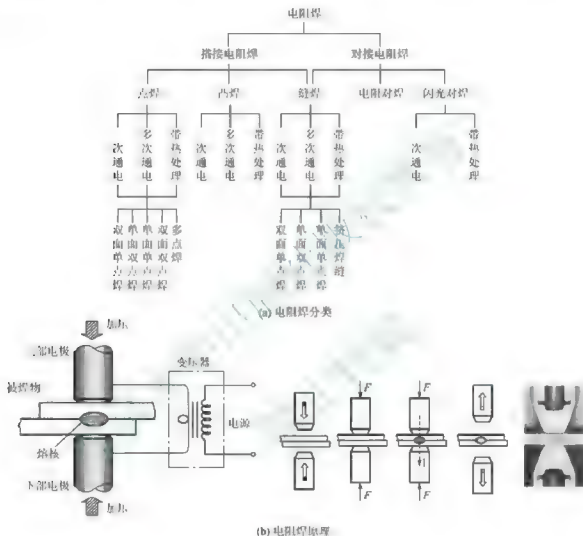 电阻焊
搭接电阻焊 对接电阻焊
点焊 凸焊 缝焊 电阻对焊 闪光对焊
次通电 多次通电 带热处理 次通电 多次通电 带热处理 次通电 多次通电 带热处理 次通电 带热处理
双面单点焊 单面双点焊 单面单点焊 双面双点焊 多点焊 双面单点焊 单面双点焊 单面单点焊 挤压焊缝
(a) 电阻焊分类
加压
上部电极
变压器
被焊物
电源
熔核
下部电极
加压
F F
I
F F
(b) 电阻焊原理